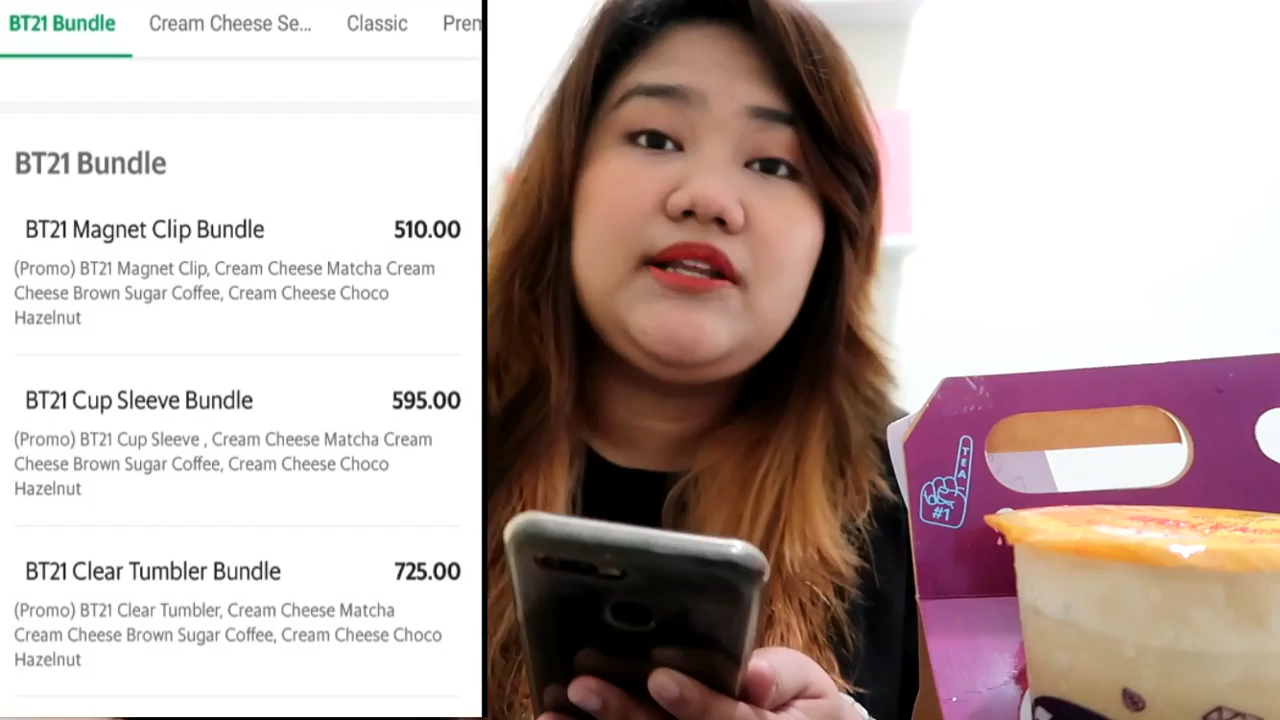 BT21 Bundle
Cream Cheese Se...
Classic
Pren
BT21 Bundle
BT21 Magnet Clip Bundle 510.00
(Promo) BT21 Magnet Clip, Cream Cheese Matcha Cream
Cheese Brown Sugar Coffee, Cream Cheese Choco
Hazelnut
BT21 Cup Sleeve Bundle 595.00
(Promo) BT21 Cup Sleeve , Cream Cheese Matcha Cream
Cheese Brown Sugar Coffee, Cream Cheese Choco
Hazelnut
BT21 Clear Tumbler Bundle 725.00
(Promo) BT21 Clear Tumbler, Cream Cheese Matcha
Cream Cheese Brown Sugar Coffee, Cream Cheese Choco
Hazelnut
TEA
#1